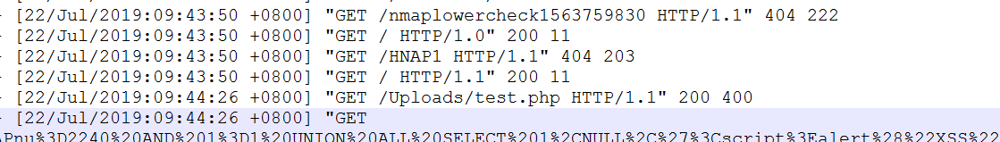 - [22/Jul/2019:09:43:50 +0800] "GET /nmaplowercheck1563759830 HTTP/1.1" 404 222
- [22/Jul/2019:09:43:50 +0800] "GET / HTTP/1.0" 200 11
- [22/Jul/2019:09:43:50 +0800] "GET /HNAP1 HTTP/1.1" 404 203
- [22/Jul/2019:09:43:50 +0800] "GET / HTTP/1.1" 200 11
- [22/Jul/2019:09:44:26 +0800] "GET /Uploads/test.php HTTP/1.1" 200 400
- [22/Jul/2019:09:44:26 +0800] "GET
APnu%3D2240%20AND%201%3D1%20UNION%20ALL%20SELECT%201%2CNULL%2C%27%3Cscript%3Ealert%28%22XSS%22